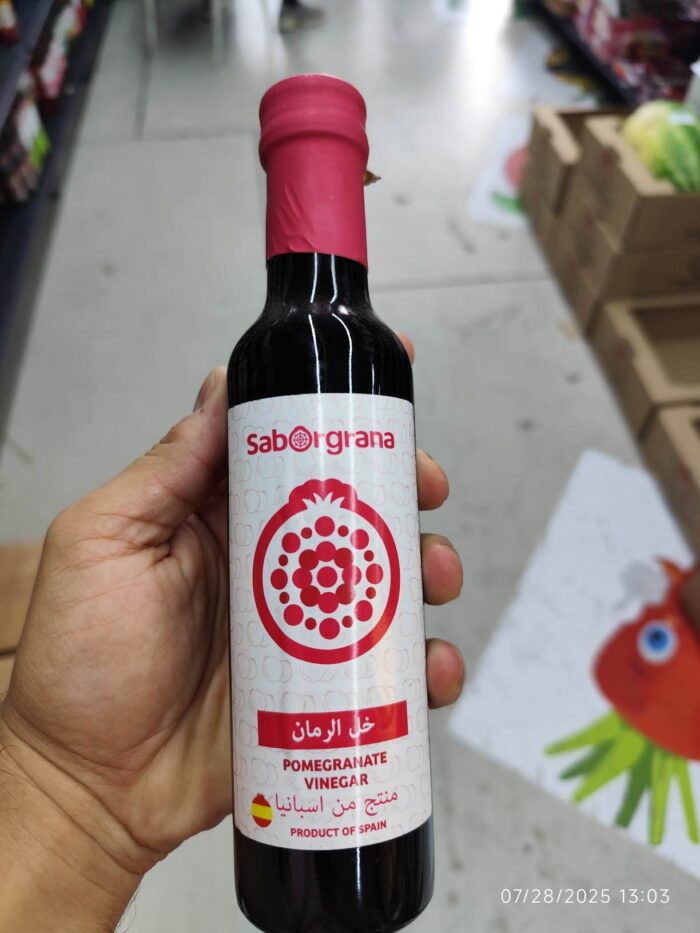 Saborgrana
خل الرمان
POMEGRANATE
VINEGAR
منتج من اسبانيا
PRODUCT OF SPAIN
07/28/2025 13:03